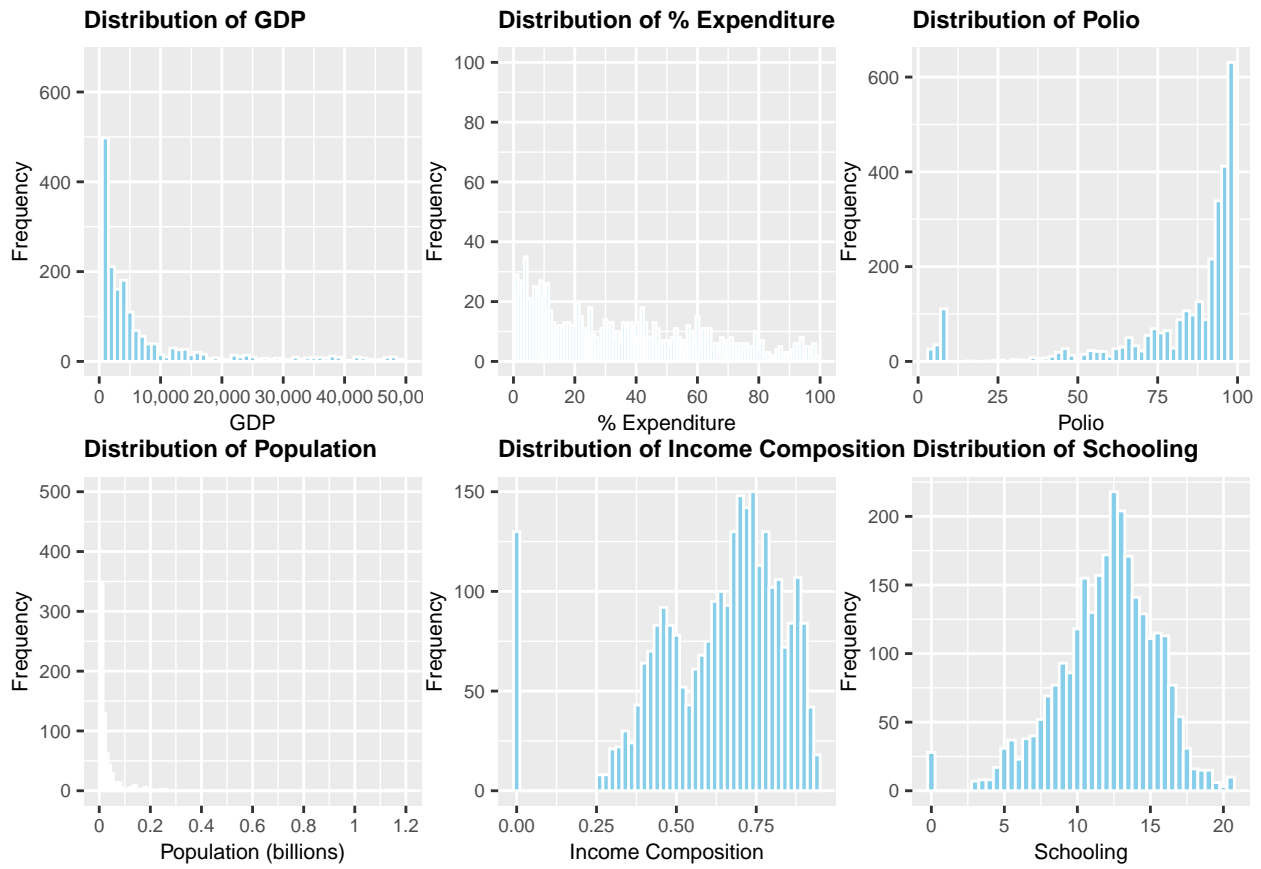 Distribution of GDP
600
400
200
0
Frequency
0 10,000 20,000 30,000 40,000 50,00
GDP
Distribution of % Expenditure
100
80
60
40
20
0
Frequency
0 20 40 60 80 100
% Expenditure
Distribution of Polio
600
400
200
0
Frequency
0 25 50 75 100
Polio
Distribution of Population
500
400
300
200
100
0
Frequency
0 0.2 0.4 0.6 0.8 1 1.2
Population (billions)
Distribution of Income Composition
150
100
50
0
Frequency
0.00 0.25 0.50 0.75
Income Composition
Distribution of Schooling
200
150
100
50
0
Frequency
0 5 10 15 20
Schooling